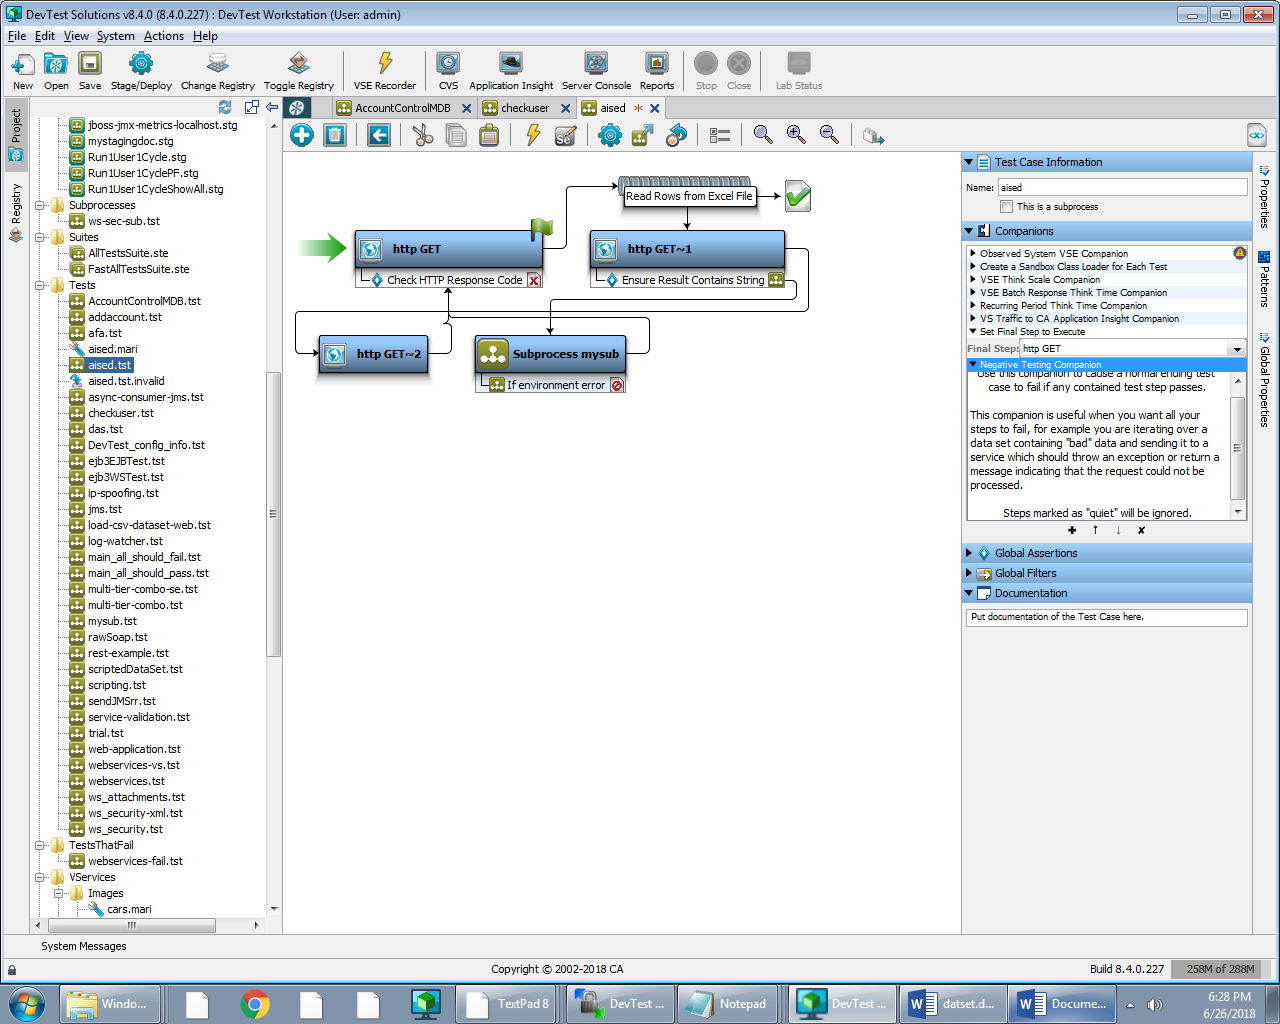 DevTest Solutions v8.4.0 (8.4.0.227) : DevTest Workstation (User: admin)
File Edit View System Actions Help
New Open Save Stage/Deploy Change Registry Toggle Registry VSE Recorder CVS Application Insight Server Console Reports Stop Close Lab Status
Project
Registry
AccountControlMDB checkuser aised
jboss-jmx-metrics-localhost.stg
mystagingdoc.stg
Run1User1Cycle.stg
Run1User1CyclePF.stg
Run1User1CycleShowAll.stg
Subprocesses
ws-sec-sub.tst
Suites
AllTestsSuite.ste
FastAllTestsSuite.ste
Tests
AccountControlMDB.tst
addaccount.tst
afa.tst
aised.mari
aised.tst
aised.tst.invalid
async-consumer-jms.tst
checkuser.tst
das.tst
DevTest_config_info.tst
ejb3EJBTest.tst
ejb3WSTest.tst
ip-spoofing.tst
jms.tst
load-csv-dataset-web.tst
log-watcher.tst
main_all_should_fail.tst
main_all_should_pass.tst
multi-tier-combo-se.tst
multi-tier-combo.tst
mysub.tst
rawSoap.tst
rest-example.tst
scriptedDataSet.tst
scripting.tst
sendJMSrr.tst
service-validation.tst
trial.tst
web-application.tst
webservices-vs.tst
webservices.tst
ws_attachments.tst
ws_security-xml.tst
ws_security.tst
TestsThatFail
webservices-fail.tst
VServices
Images
cars.mari
Read Rows from Excel File
http GET
Check HTTP Response Code
http GET~1
Ensure Result Contains String
http GET~2
Subprocess mysub
If environment error
Test Case Information
Name: aised
This is a subprocess
Companions
Observed System VSE Companion
Create a Sandbox Class Loader for Each Test
VSE Think Scale Companion
VSE Batch Response Think Time Companion
Recurring Period Think Time Companion
VS Traffic to CA Application Insight Companion
Set Final Step to Execute
Final Step: http GET
Negative Testing Companion
Use this companion to cause a normal ending test
case to fail if any contained test step passes.
This companion is useful when you want all your
steps to fail, for example you are iterating over a
data set containing "bad" data and sending it to a
service which should throw an exception or return a
message indicating that the request could not be
processed.
Steps marked as "quiet" will be ignored.
Global Assertions
Global Filters
Documentation
Put documentation of the Test Case here.
Properties
Patterns
Global Properties
System Messages
Copyright © 2002-2018 CA
Build 8.4.0.227 258M of 288M
Windo... TextPad 8 DevTest ... Notepad DevTest ... datset.d... Docume...
6:28 PM
6/26/2018